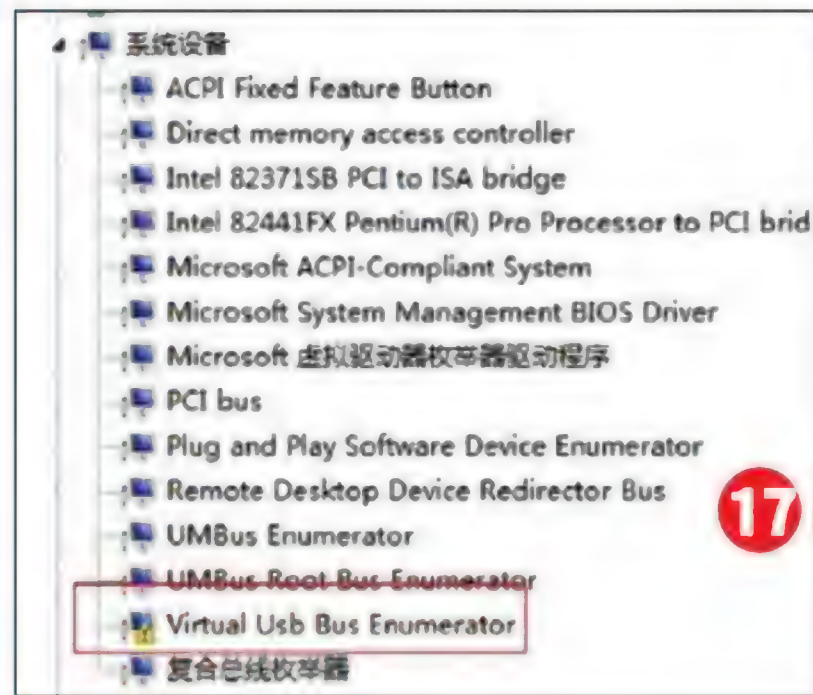 系统设备
ACPI Fixed Feature Button
Direct memory access controller
Intel 82371SB PCI to ISA bridge
Intel 82441FX Pentium(R) Pro Processor to PCI brid
Microsoft ACPI-Compliant System
Microsoft System Management BIOS Driver
Microsoft 虚拟驱动器枚举器驱动程序
PCI bus
Plug and Play Software Device Enumerator
Remote Desktop Device Redirector Bus
17
UMBus Enumerator
UMBus Root Bus Enumerator
Virtual Usb Bus Enumerator
复合总线枚举器